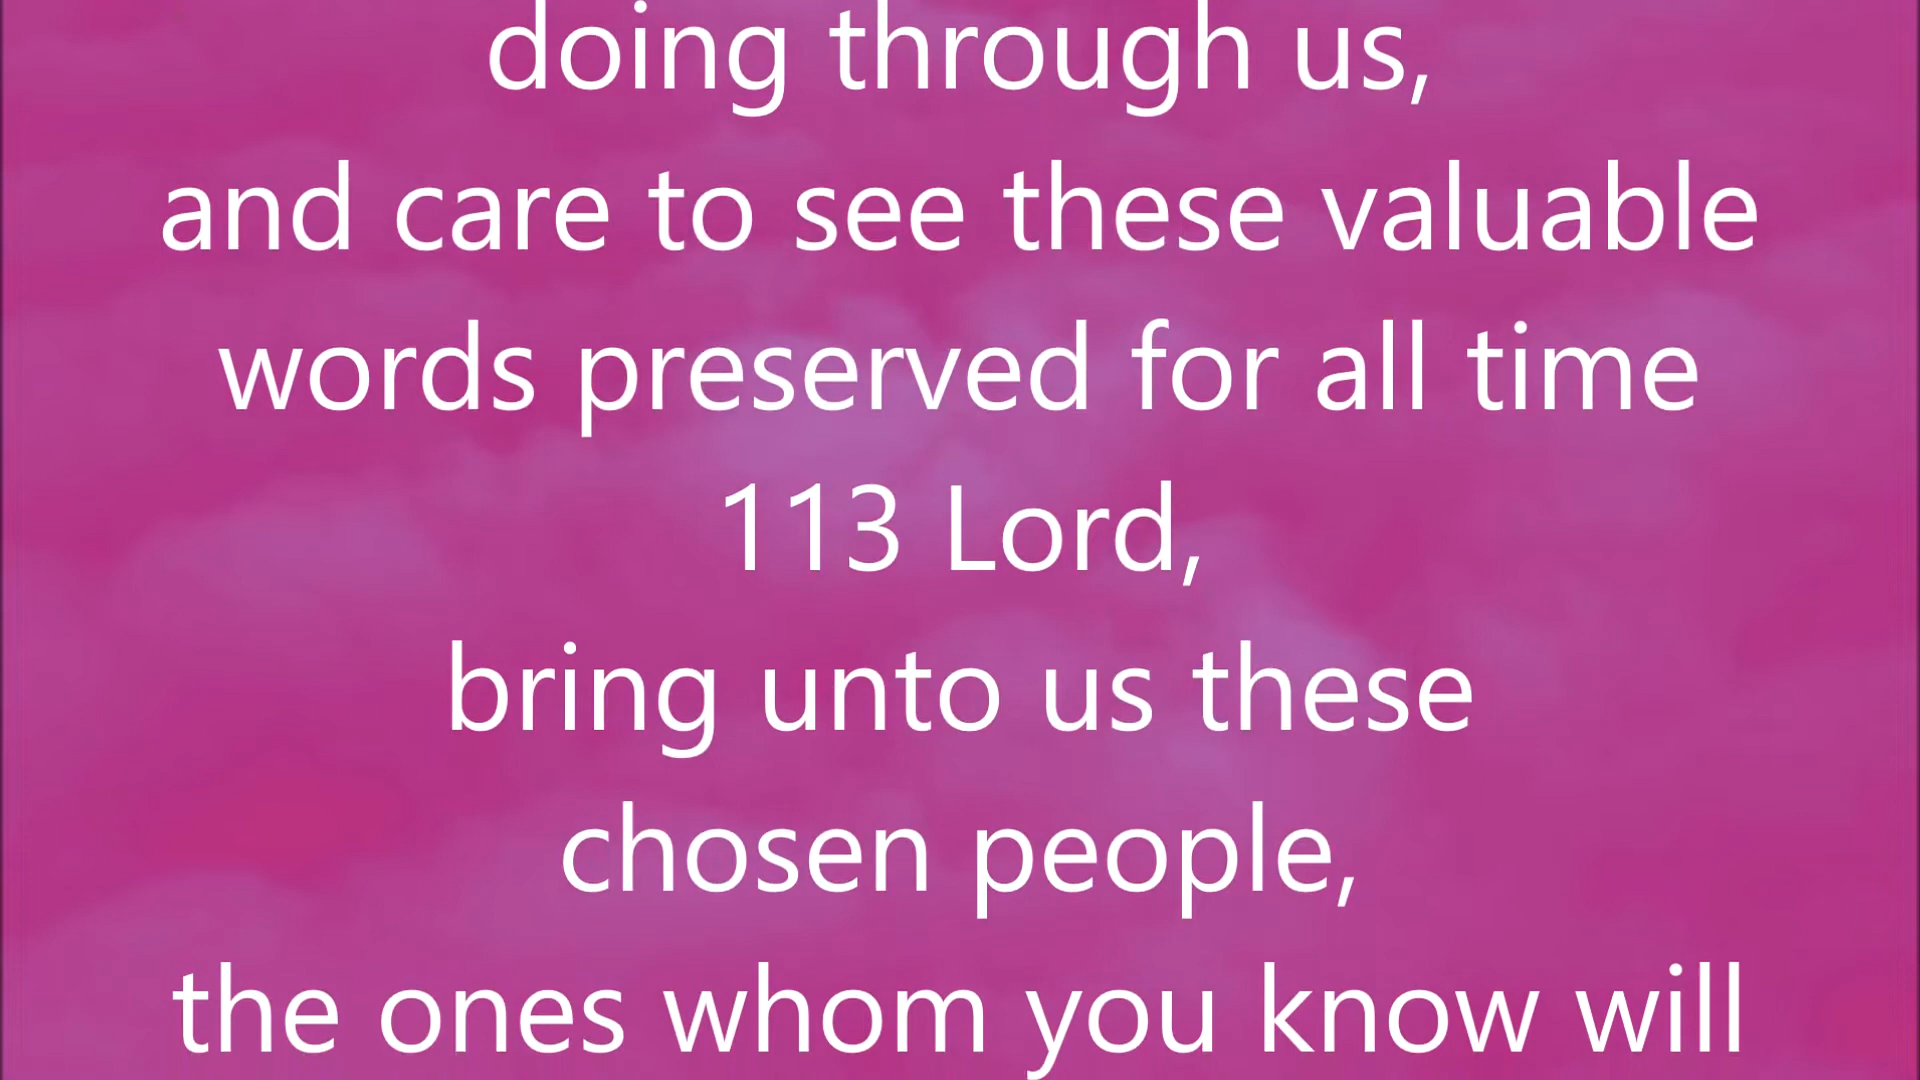 doing through us,
and care to see these valuable
words preserved for all time
113 Lord,
bring unto us these
chosen people,
the ones whom you know will